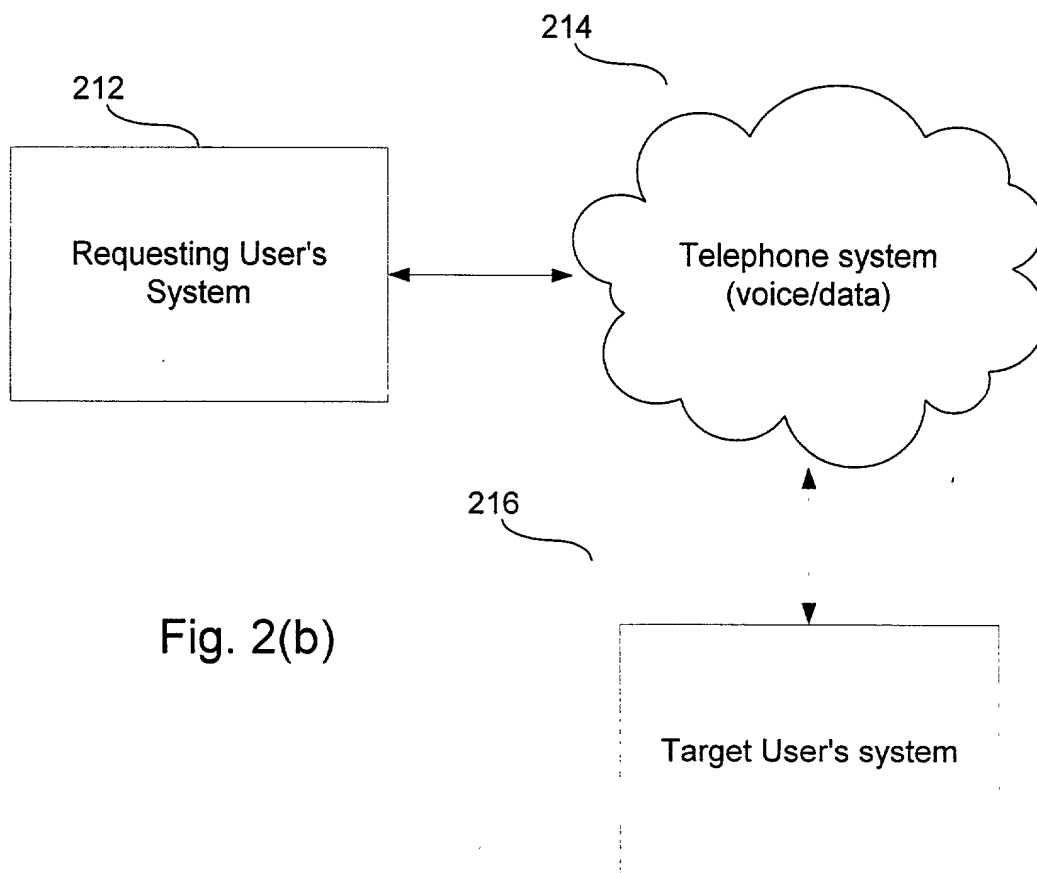 214
212
Requesting User's
System
Telephone system
(voice/data)
216
Fig. 2(b)
Target User's system